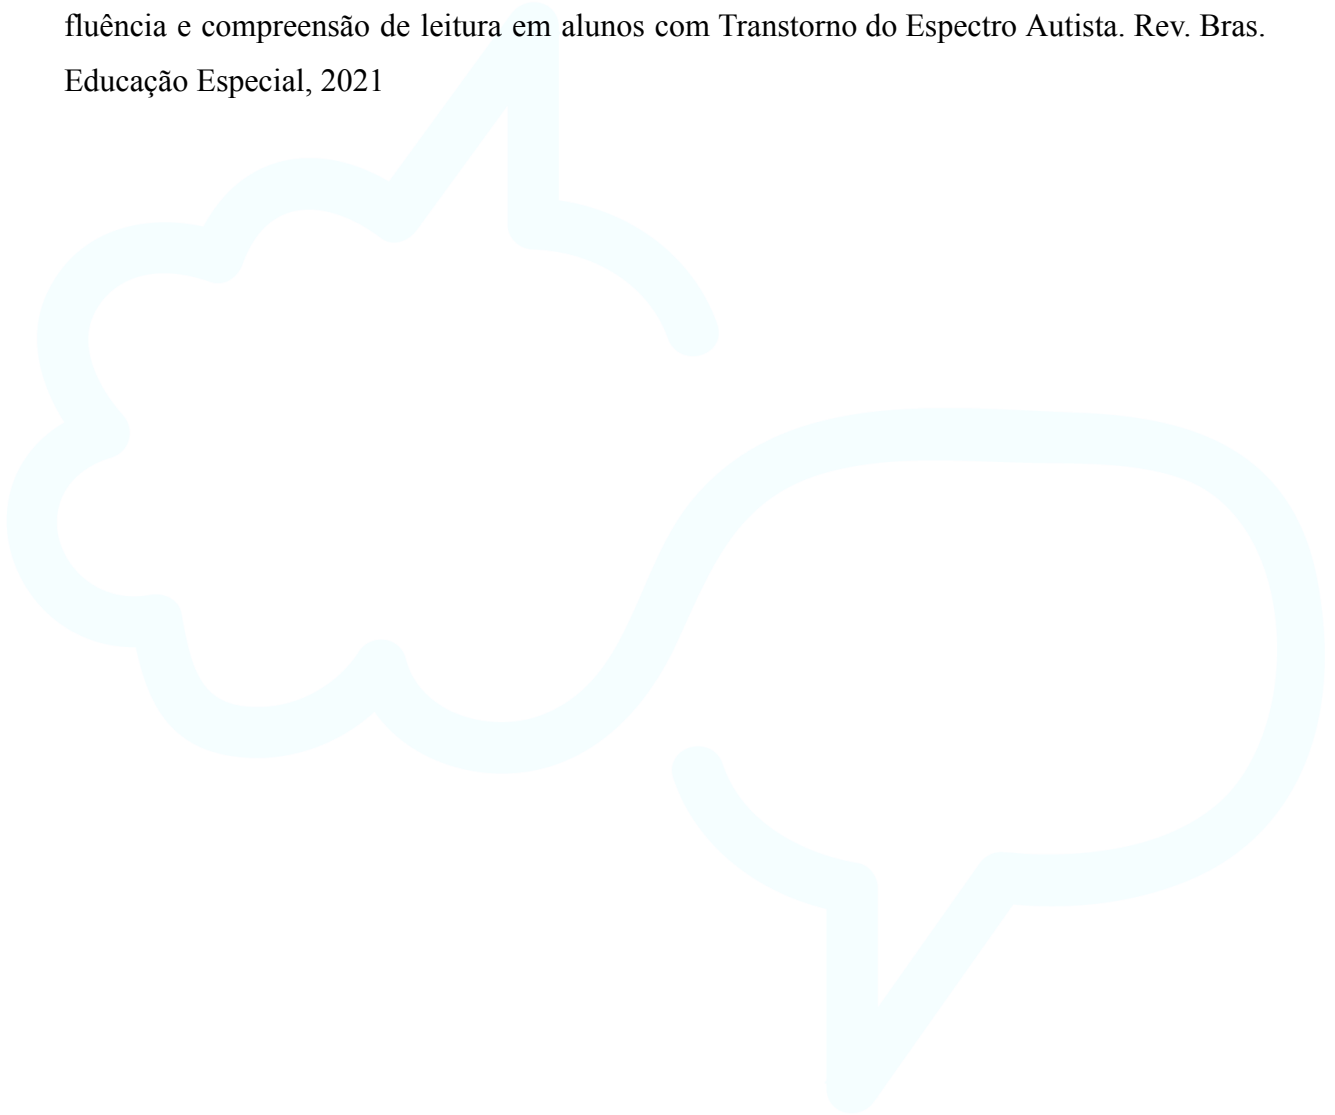 fluência e compreensão de leitura em alunos com Transtorno do Espectro Autista. Rev. Bras.
Educação Especial, 2021